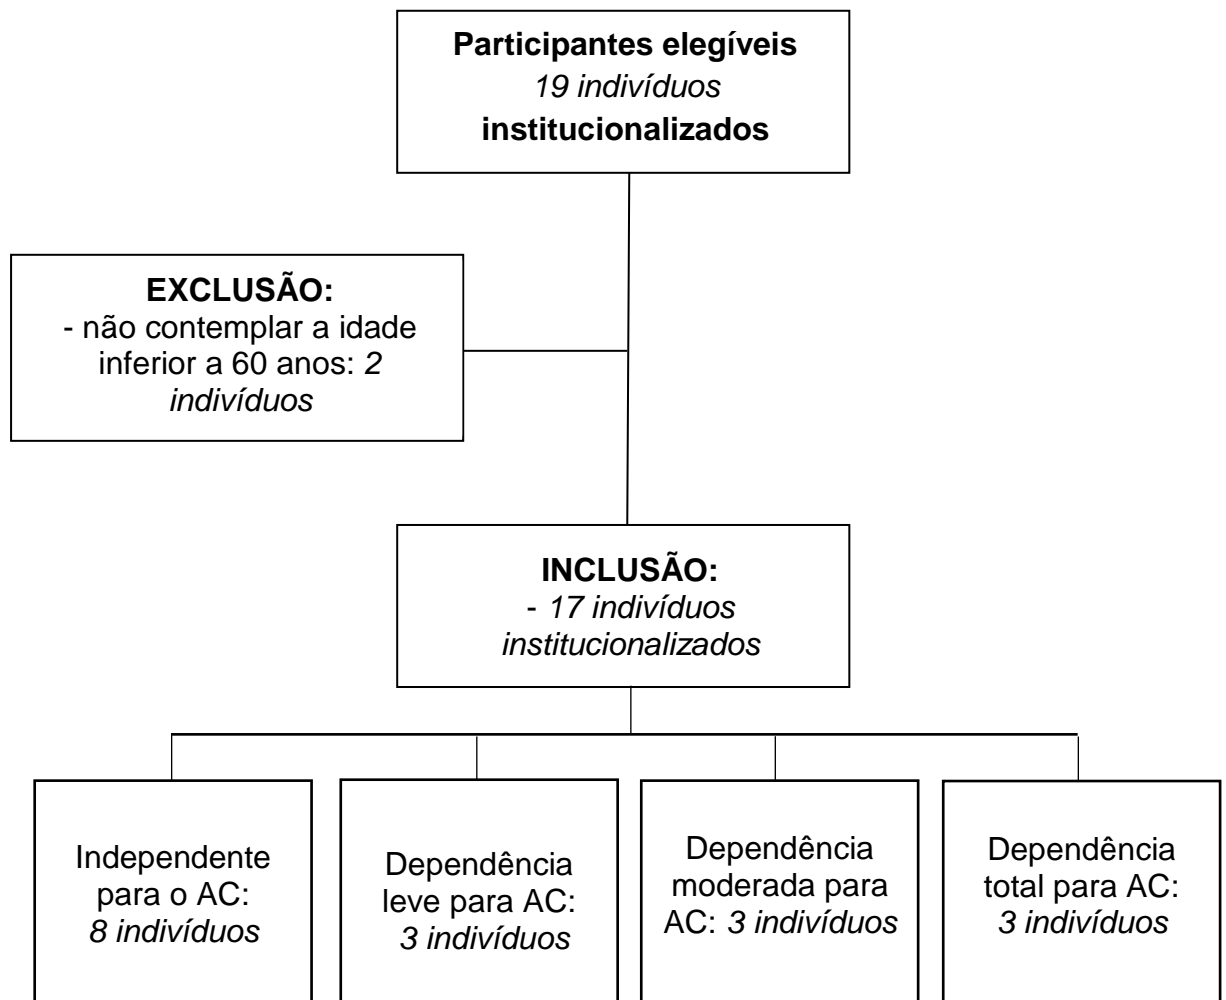 Participantes elegíveis
19 indivíduos
institucionalizados
EXCLUSÃO:
- não contemplar a idade
inferior a 60 anos: 2
indivíduos
INCLUSÃO:
- 17 indivíduos
institucionalizados
Independente
para o AC:
8 indivíduos
Dependência
leve para AC:
3 indivíduos
Dependência
moderada para
AC: 3 indivíduos
Dependência
total para AC:
3 indivíduos